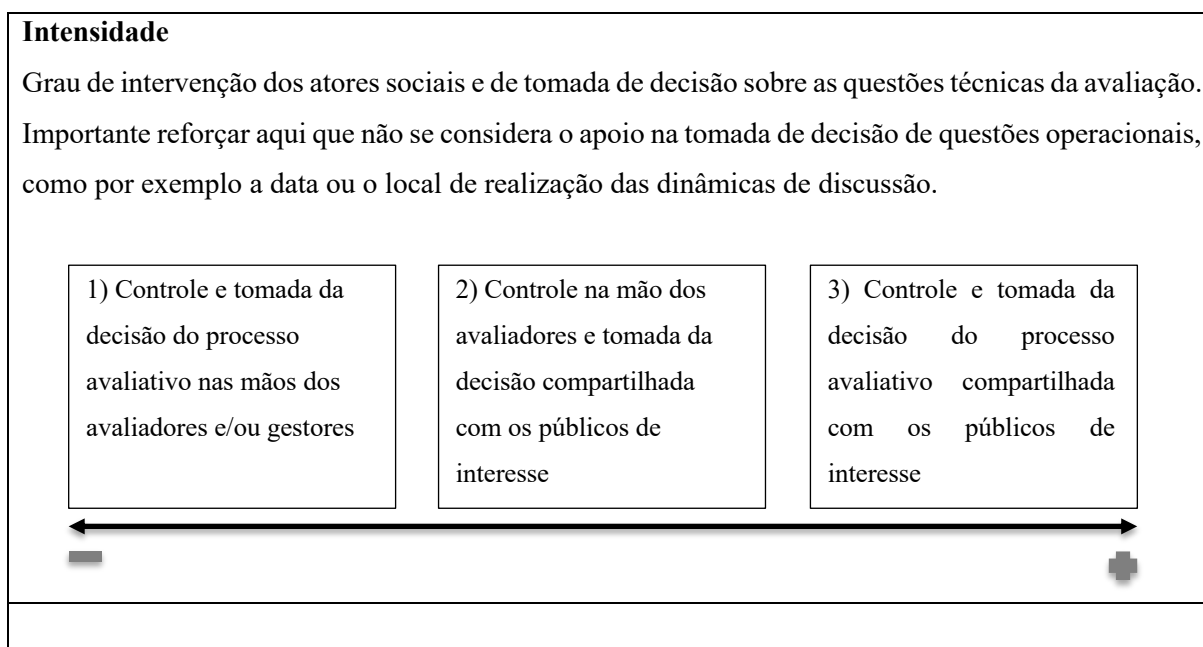 Intensidade
Grau de intervenção dos atores sociais e de tomada de decisão sobre as questões técnicas da avaliação.
Importante reforçar aqui que não se considera o apoio na tomada de decisão de questões operacionais,
como por exemplo a data ou o local de realização das dinâmicas de discussão.
1) Controle e tomada da
decisão do processo
avaliativo nas mãos dos
avaliadores e/ou gestores
2) Controle na mão dos
avaliadores e tomada da
decisão compartilhada
com os públicos de
interesse
3) Controle e tomada da
decisão do processo
avaliativo compartilhada
com os públicos de
interesse